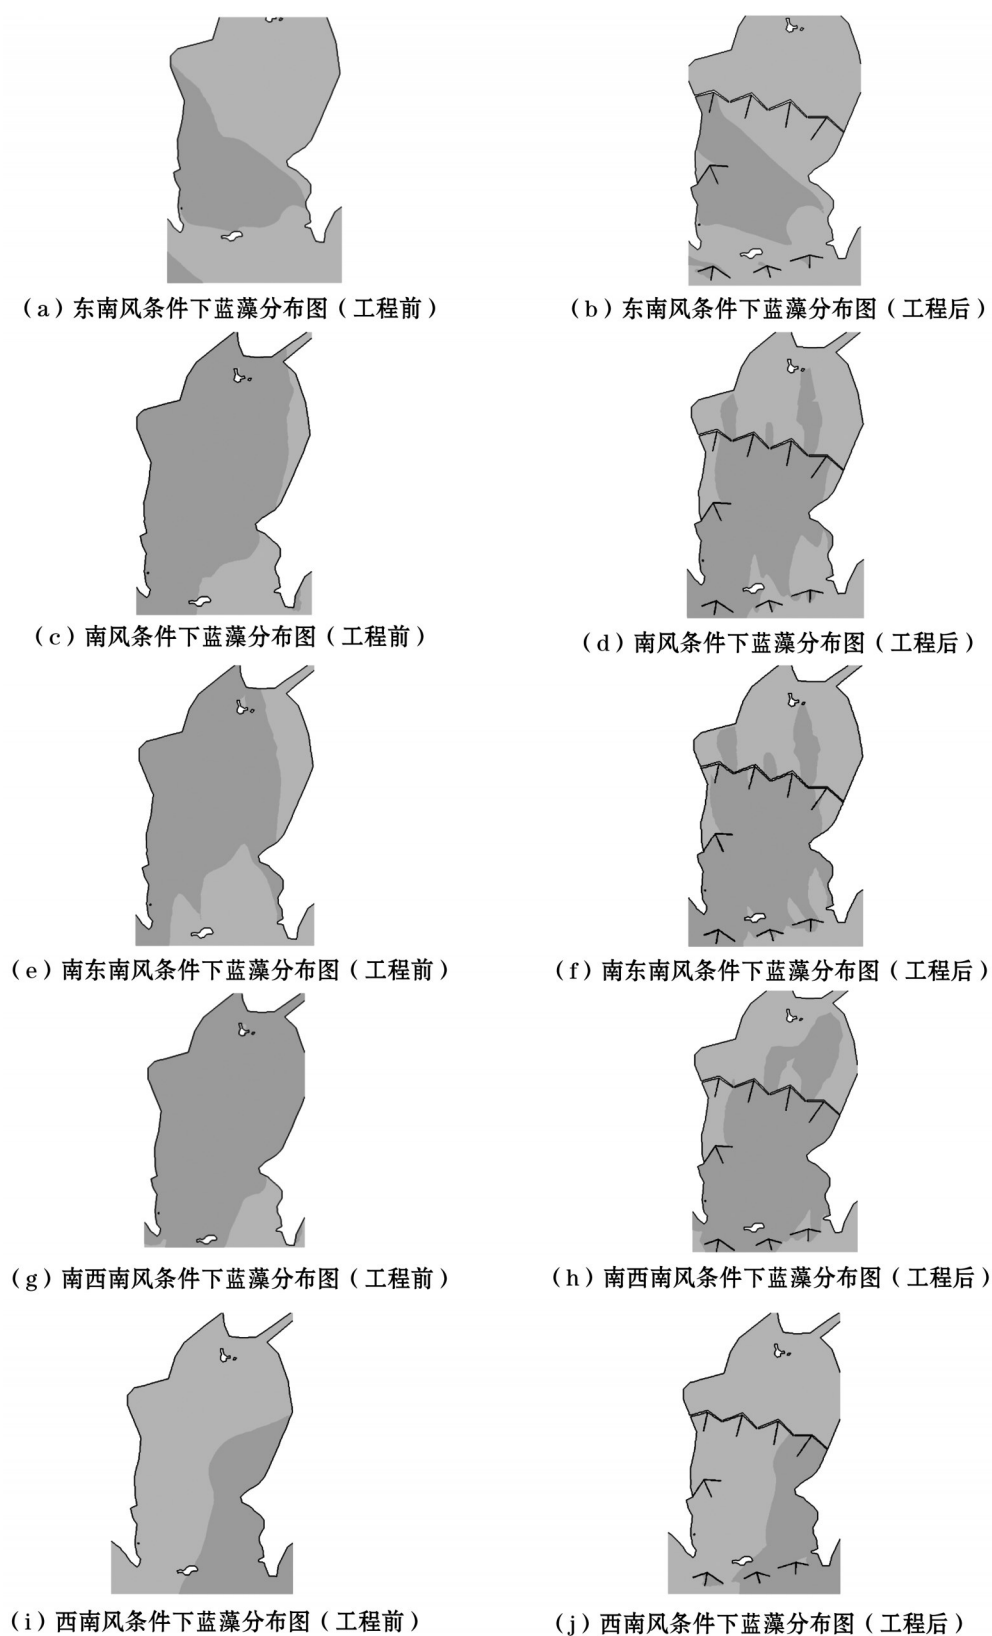 (a)东南风条件下蓝藻分布图(工程前)
(b)东南风条件下蓝藻分布图(工程后)
(c)南风条件下蓝藻分布图(工程前)
(d)南风条件下蓝藻分布图(工程后)
(e)南东南风条件下蓝藻分布图(工程前)
(f)南东南风条件下蓝藻分布图(工程后)
(g)南西南风条件下蓝藻分布图(工程前)
(h)南西南风条件下蓝藻分布图(工程后)
(i)西南风条件下蓝藻分布图(工程前)
(j)西南风条件下蓝藻分布图(工程后)